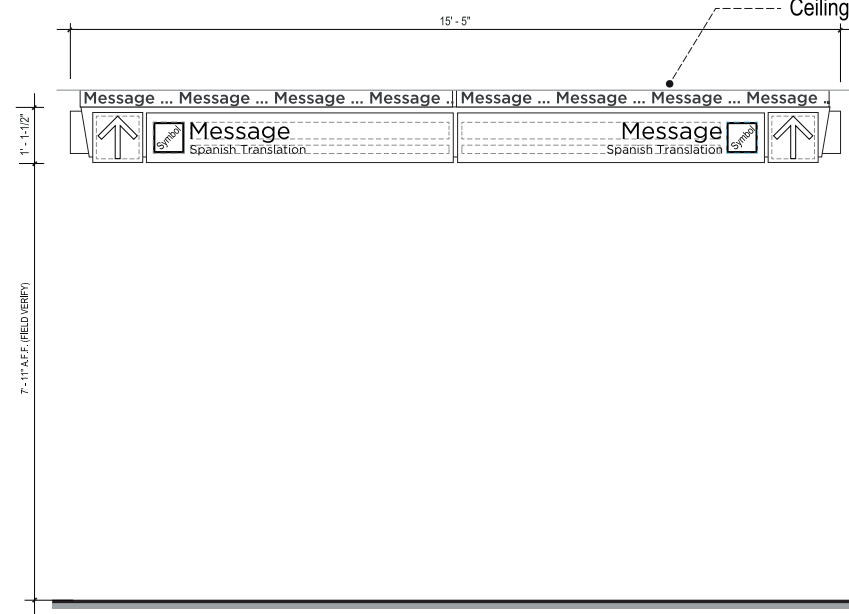 Ceiling
15' - 5"
Message ... Message ... Message ... Message ..
Message ... Message ... Message ... Message ..
1' - 1-1/2"
Symbol
Message
Spanish Translation
Message
Spanish Translation
Symbol
7' - 11" A.F.F. (FIELD VERIFY)